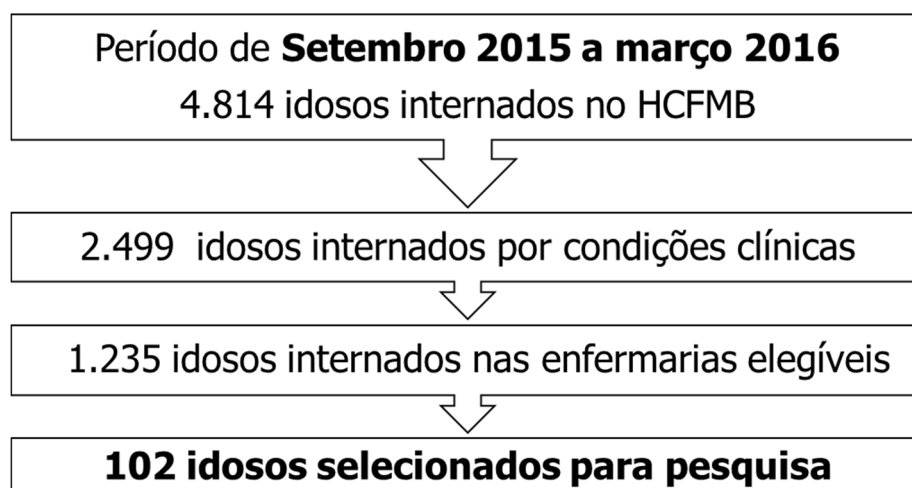 Período de Setembro 2015 a março 2016
4.814 idosos internados no HCFMB
2.499 idosos internados por condições clínicas
1.235 idosos internados nas enfermarias elegíveis
102 idosos selecionados para pesquisa